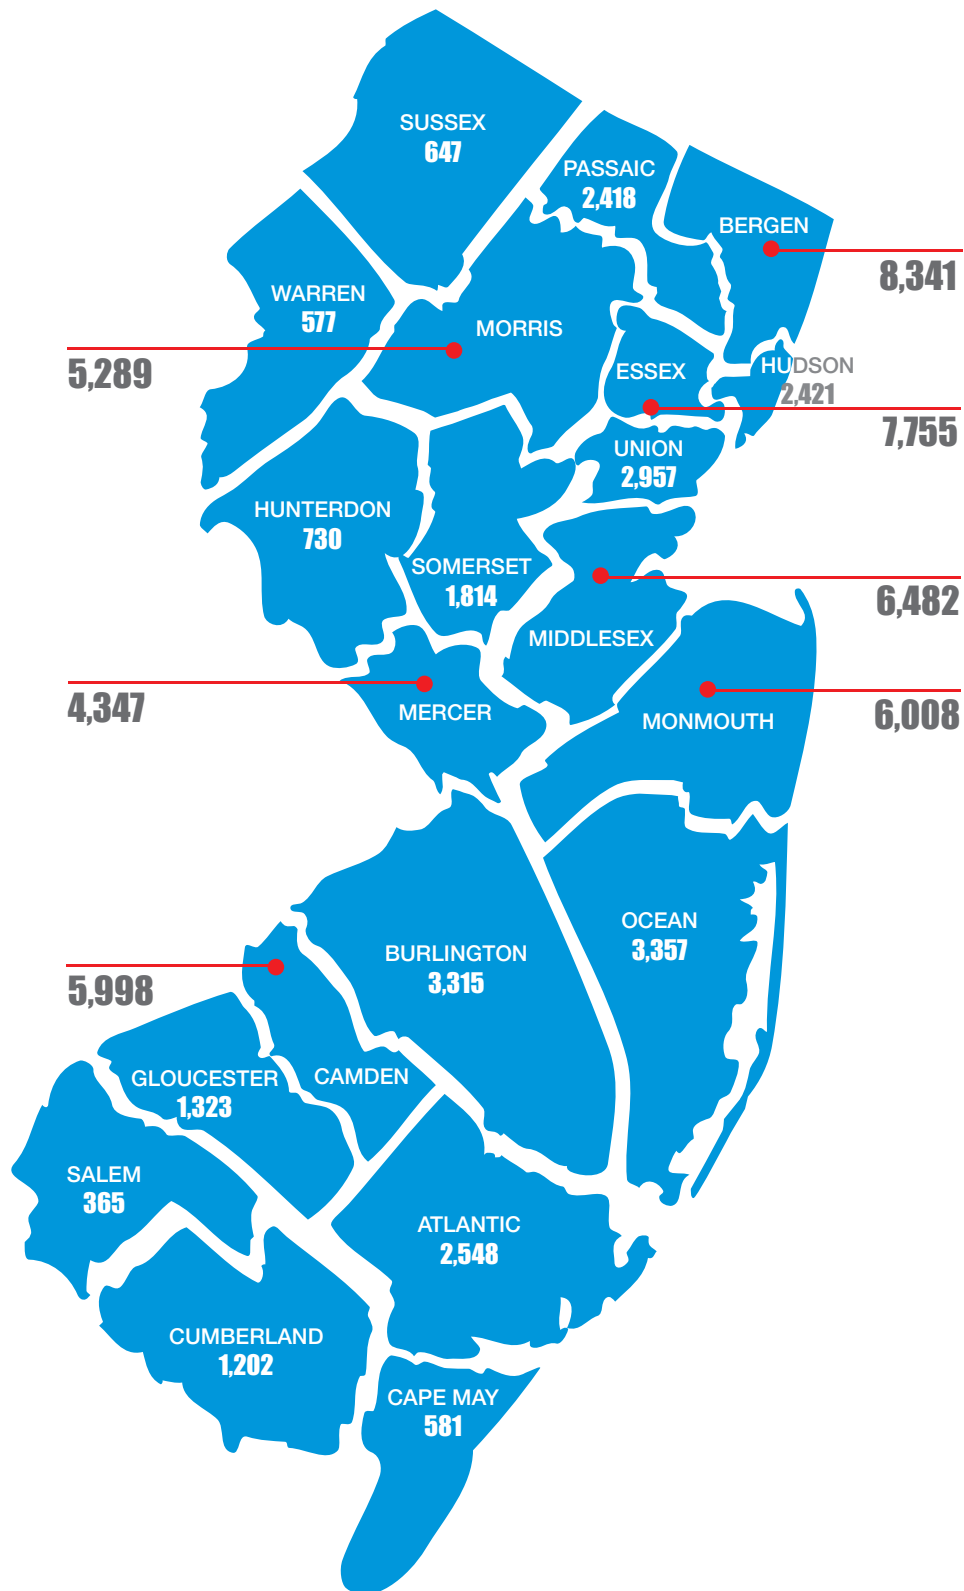 SUSSEX
647
PASSAIC
2,418
BERGEN
8,341
WARREN
577
MORRIS
5,289
ESSEX
7,755
HUDSON
2,421
UNION
2,957
HUNTERDON
730
SOMERSET
1,814
6,482
MIDDLESEX
4,347
MERCER
6,008
MONMOUTH
OCEAN
3,357
BURLINGTON
3,315
5,998
CAMDEN
GLOUCESTER
1,323
SALEM
365
ATLANTIC
2,548
CUMBERLAND
1,202
CAPE MAY
581